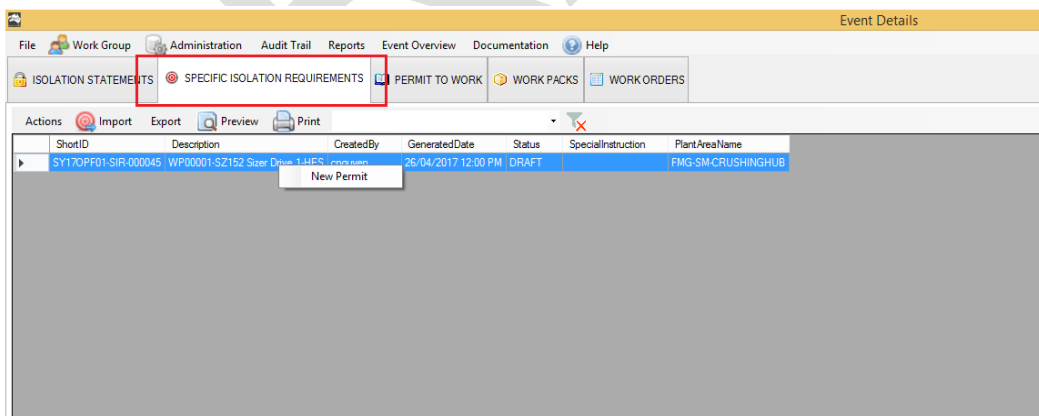 Event Details
File Work Group Administration Audit Trail Reports Event Overview Documentation Help
ISOLATION STATEMENTS SPECIFIC ISOLATION REQUIREMENTS PERMIT TO WORK WORK PACKS WORK ORDERS
Actions Import Export Preview Print
ShortID Description CreatedBy GeneratedDate Status SpecialInstruction PlantAreaName
SY17OPF01-SIR-000045 WP00001-SZ152 Sizer Drive 1-HES cnguyen 26/04/2017 12:00 PM DRAFT FMG-SM-CRUSHINGHUB
New Permit